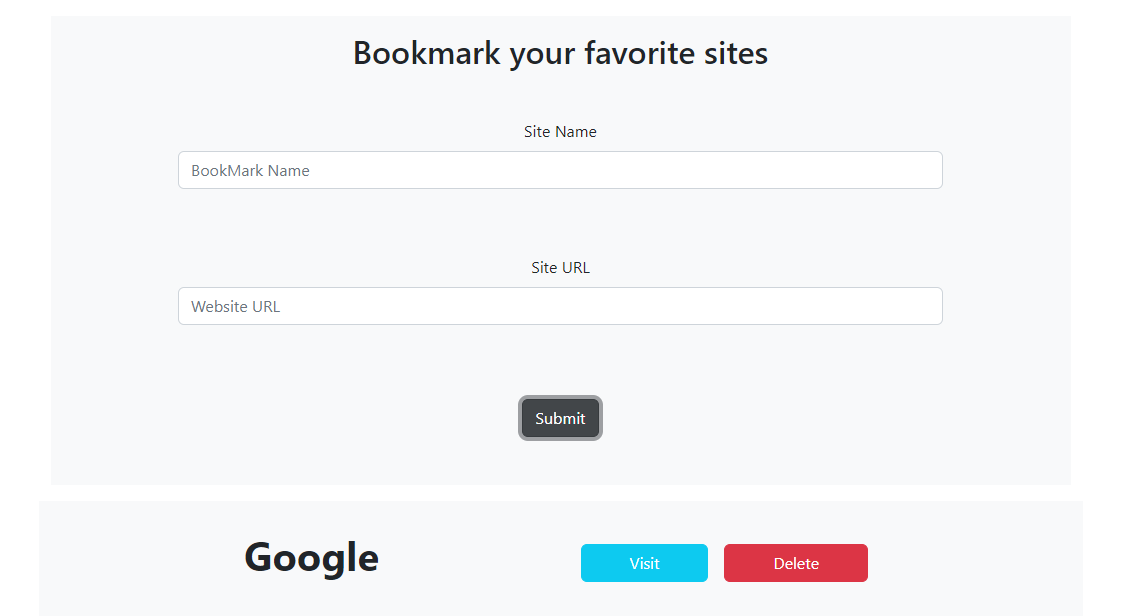 Bookmark your favorite sites
Site Name
BookMark Name
Site URL
Website URL
Submit
Google Visit Delete